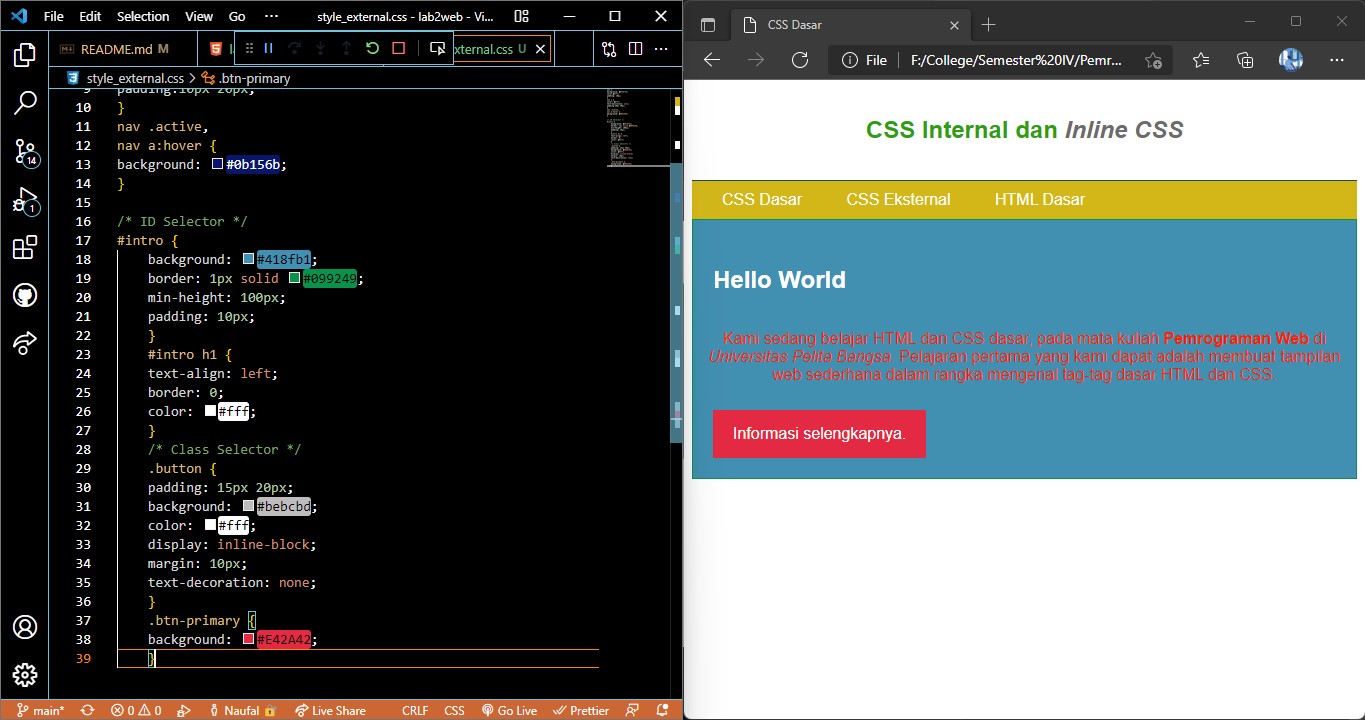 File Edit Selection View Go ··· style_external.css - lab2web - Vi...
README.md M
xternal.css U
style_external.css > .btn-primary
9 padding:10px 20px;
10 }
11 nav .active,
12 nav a:hover {
13 background: #0b156b;
14 }
15
16 /* ID Selector */
17 #intro {
18 background: #418fb1;
19 border: 1px solid #099249;
20 min-height: 100px;
21 padding: 10px;
22 }
23 #intro h1 {
24 text-align: left;
25 border: 0;
26 color: #fff;
27 }
28 /* Class Selector */
29 .button {
30 padding: 15px 20px;
31 background: #bebcbd;
32 color: #fff;
33 display: inline-block;
34 margin: 10px;
35 text-decoration: none;
36 }
37 .btn-primary {
38 background: #E42A42;
39 }
14
1
main* 0 0 Naufal Live Share CRLF CSS Go Live Prettier
CSS Dasar
File F:/College/Semester%20IV/Pemr...
CSS Internal dan Inline CSS
CSS Dasar CSS Eksternal HTML Dasar
Hello World
Kami sedang belajar HTML dan CSS dasar, pada mata kuliah Pemrograman Web di
Universitas Pelita Bangsa. Pelajaran pertama yang kami dapat adalah membuat tampilan
web sederhana dalam rangka mengenal tag-tag dasar HTML dan CSS.
Informasi selengkapnya.